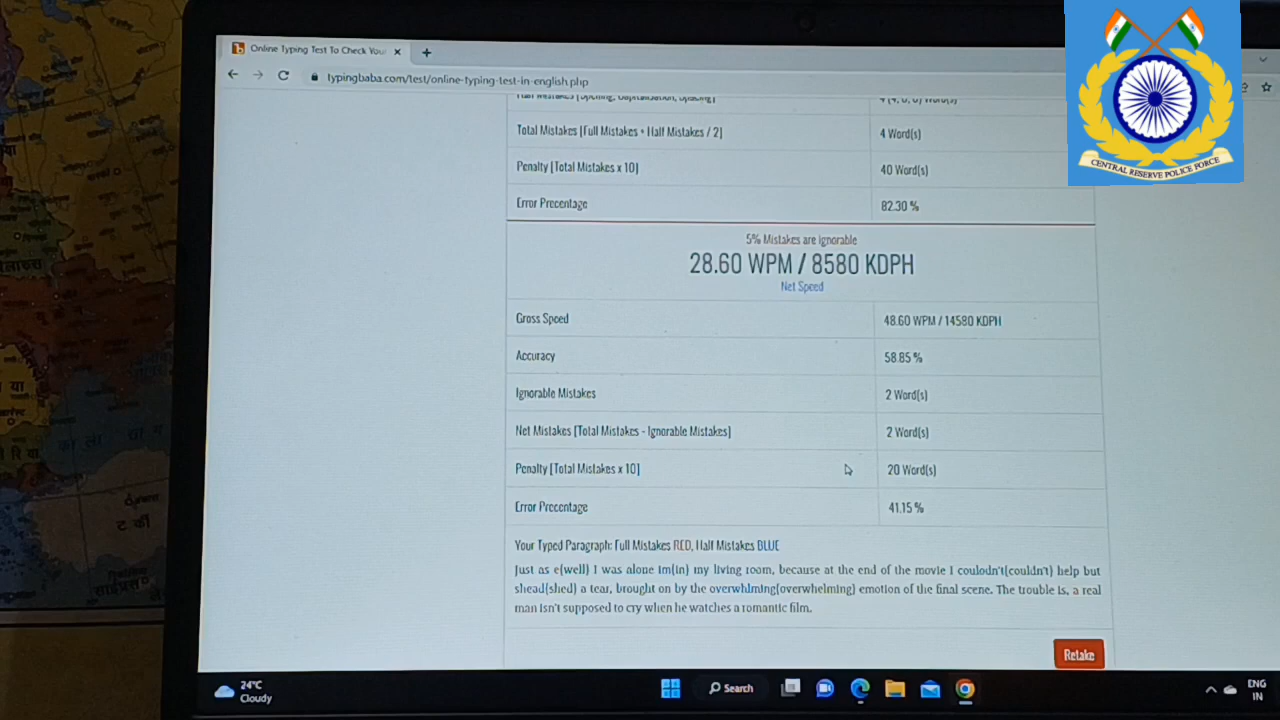 Online Typing Test To Check You
typingbaba.com/test/online-typing-test-in-english.php
CENTRAL RESERVE POLICE FORCE
Total Mistakes [Full Mistakes + Half Mistakes / 2]
4 Word(s)
Penalty [Total Mistakes x 10]
40 Word(s)
Error Precentage
82.30 %
5% Mistakes are ignorable
28.60 WPM / 8580 KDPH
Net Speed
Gross Speed
48.60 WPM / 14580 KDPH
Accuracy
58.85 %
Ignorable Mistakes
2 Word(s)
Net Mistakes [Total Mistakes - Ignorable Mistakes]
2 Word(s)
Penalty [Total Mistakes x 10]
20 Word(s)
Error Precentage
41.15 %
Your Typed Paragraph: Full Mistakes RED, Half Mistakes BLUE
Just as e{well} I was alone im{in} my living room, because at the end of the movie I coulodn't{couldn't} help but
shead{shed} a tear, brought on by the overwhlming{overwhelming} emotion of the final scene. The trouble is, a real
man isn't supposed to cry when he watches a romantic film.
Retake
24°C
Cloudy
Search
ENG
IN
काला सा
ट र्की